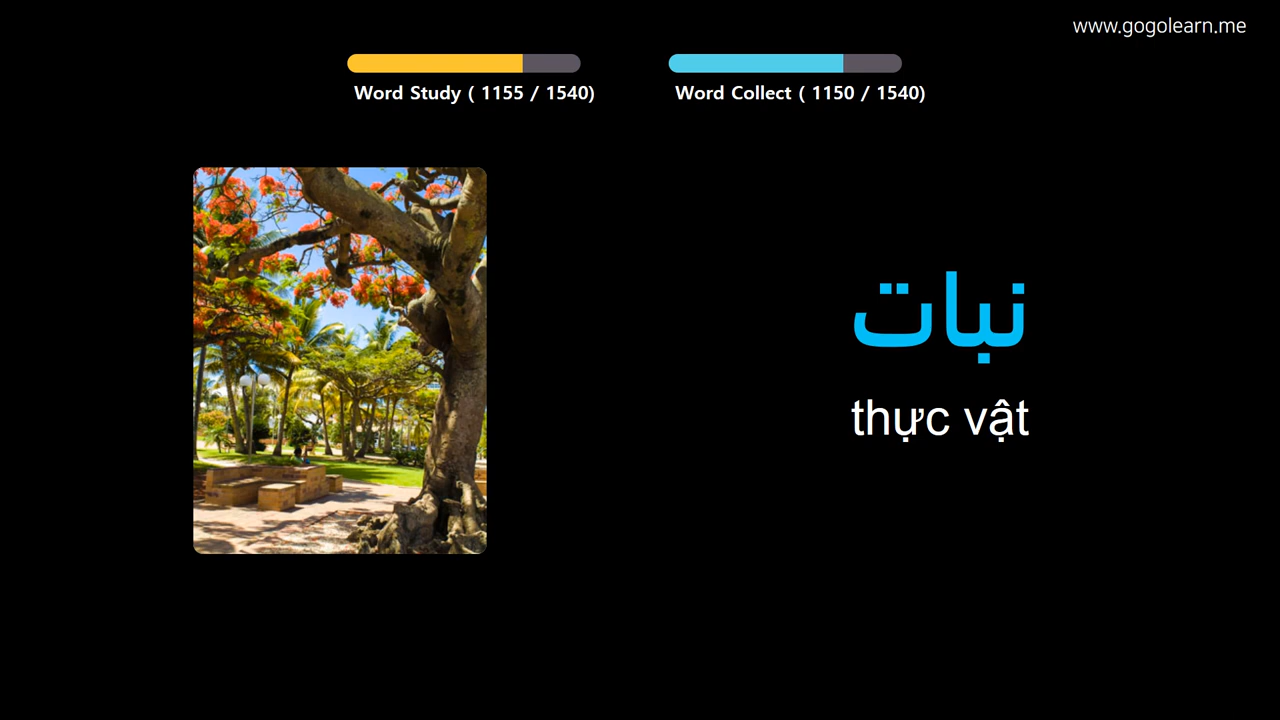 www.gogolearn.me
Word Study ( 1155 / 1540)
Word Collect ( 1150 / 1540)
نبات
thực vật